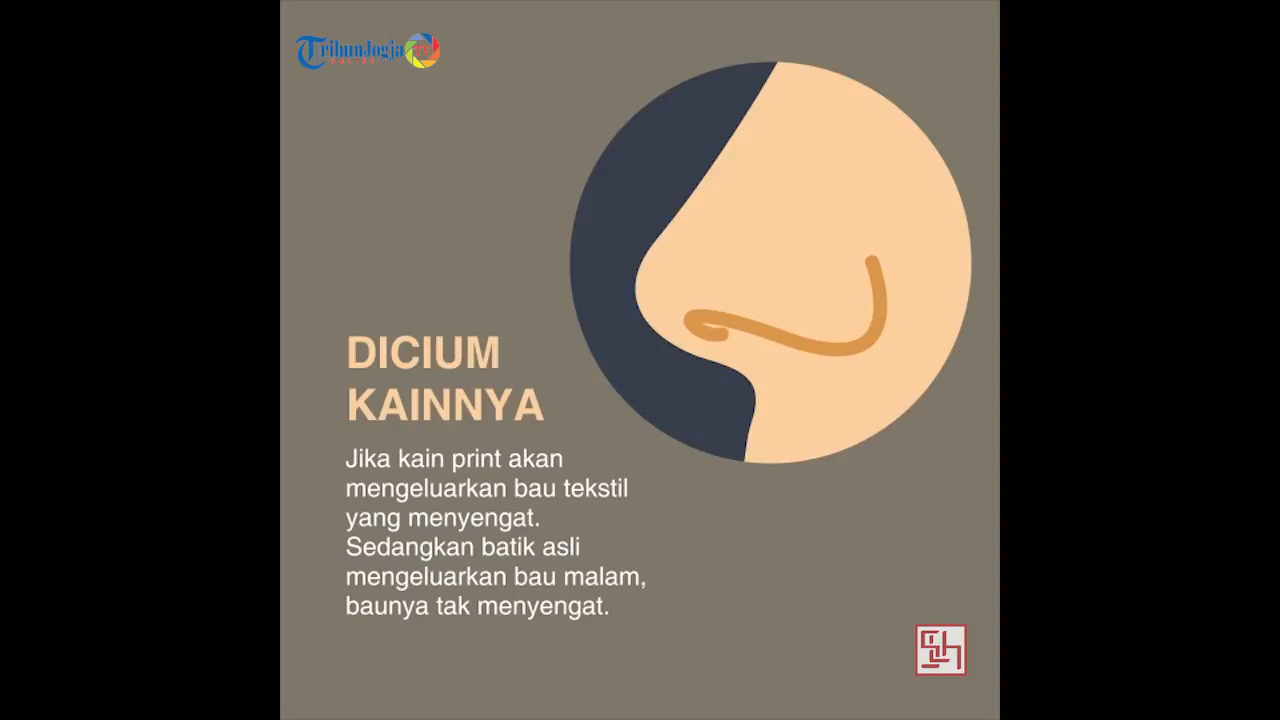 TribunJogja
DICIUM
KAINNYA
Jika kain print akan
mengeluarkan bau tekstil
yang menyengat.
Sedangkan batik asli
mengeluarkan bau malam,
baunya tak menyengat.